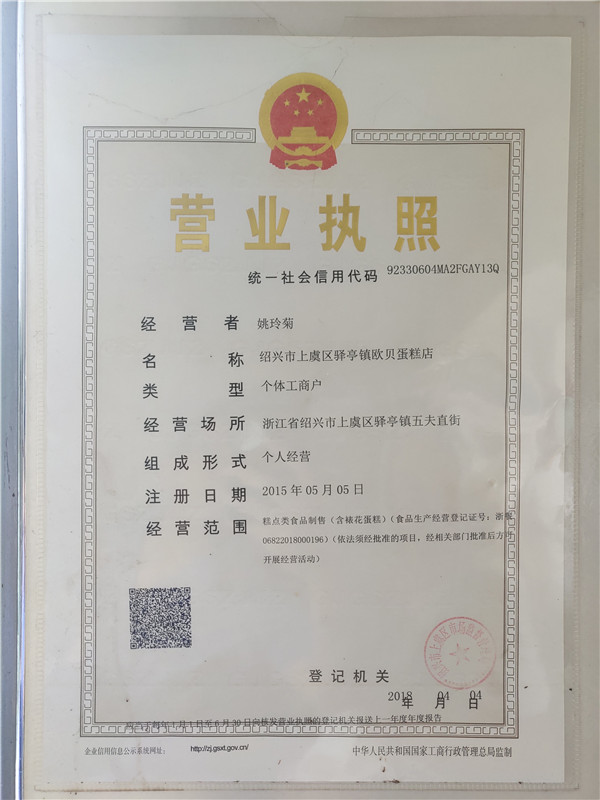 营业执照
统一社会信用代码 92330604MA2FGAY13Q
经营者 姚玲菊
名称 绍兴市上虞区驿亭镇欧贝蛋糕店
类型 个体工商户
经营场所 浙江省绍兴市上虞区驿亭镇五夫直街
组成形式 个人经营
注册日期 2015 年 05 月 05 日
经营范围 糕点类食品制售（含裱花蛋糕）（食品生产经营登记证号：浙
06822018000196）（依法须经批准的项目，经相关部门批准后方可
开展经营活动）
登记机关
2018 年 04 月 04 日
应当于每年1月1日至6月30日向核发营业执照的登记机关报送上一年度年度报告
企业信用信息公示系统网址： http://zj.gsxt.gov.cn/ 中华人民共和国国家工商行政管理总局监制